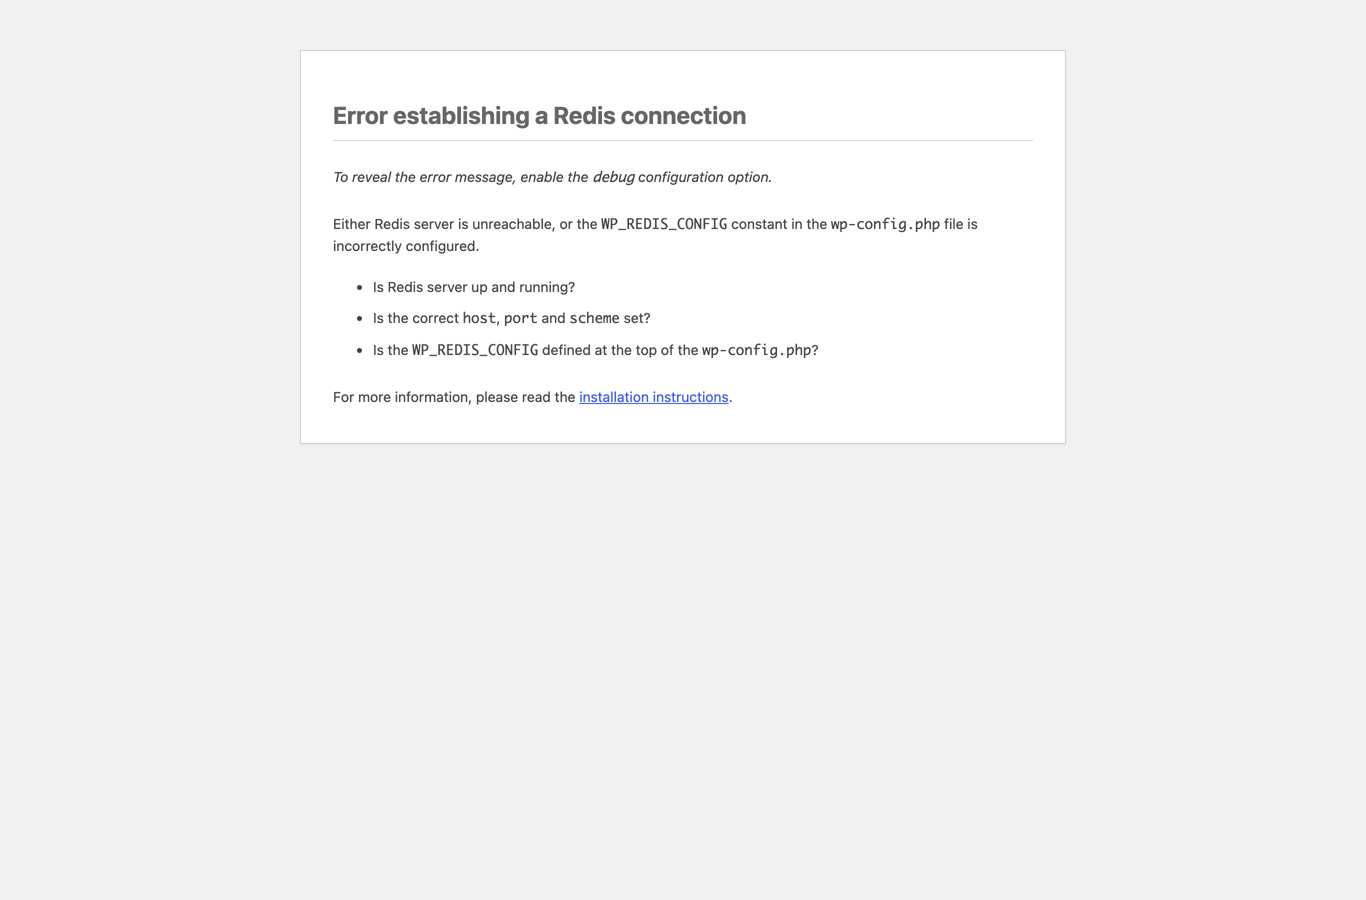 Error establishing a Redis connection
To reveal the error message, enable the debug configuration option.
Either Redis server is unreachable, or the WP_REDIS_CONFIG constant in the wp-config.php file is
incorrectly configured.
• Is Redis server up and running?
• Is the correct host, port and scheme set?
• Is the WP_REDIS_CONFIG defined at the top of the wp-config.php?
For more information, please read the installation instructions.